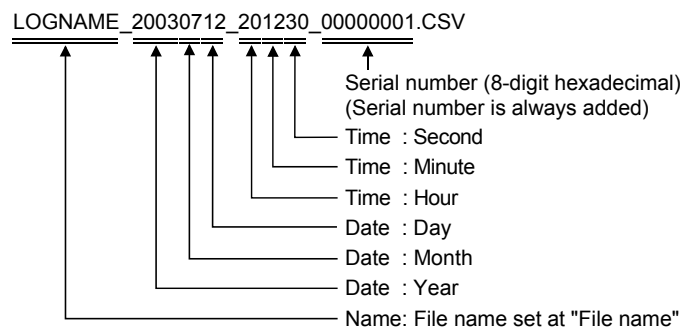 LOGNAME_20030712_201230_00000001.CSV
Serial number (8-digit hexadecimal)
(Serial number is always added)
Time : Second
Time : Minute
Time : Hour
Date : Day
Date : Month
Date : Year
Name: File name set at "File name"